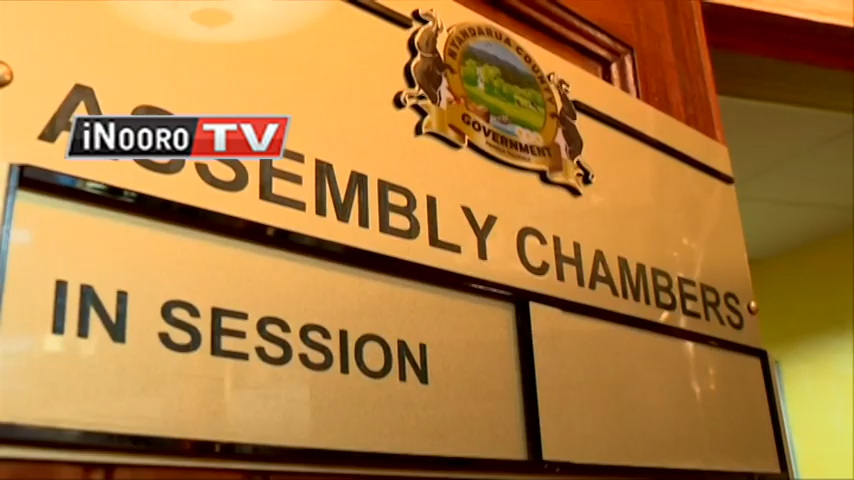 NYANDARUA COUNTY
GOVERNMENT
iNOORO TV
ASSEMBLY CHAMBERS
IN SESSION